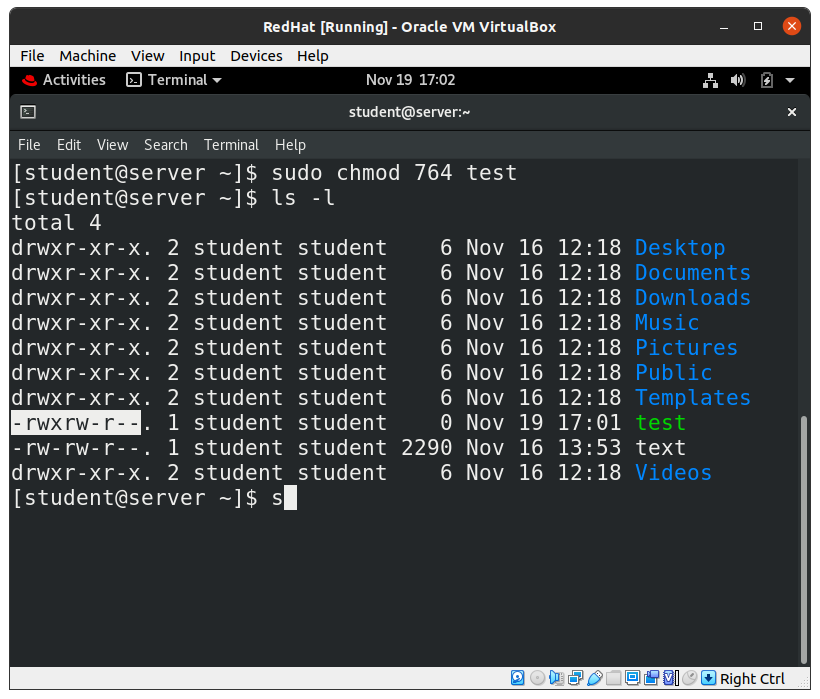 RedHat [Running] - Oracle VM VirtualBox
File Machine View Input Devices Help
Activities Terminal Nov 19 17:02
student@server:~
File Edit View Search Terminal Help
[student@server ~]$ sudo chmod 764 test
[student@server ~]$ ls -l
total 4
drwxr-xr-x. 2 student student    6 Nov 16 12:18 Desktop
drwxr-xr-x. 2 student student    6 Nov 16 12:18 Documents
drwxr-xr-x. 2 student student    6 Nov 16 12:18 Downloads
drwxr-xr-x. 2 student student    6 Nov 16 12:18 Music
drwxr-xr-x. 2 student student    6 Nov 16 12:18 Pictures
drwxr-xr-x. 2 student student    6 Nov 16 12:18 Public
drwxr-xr-x. 2 student student    6 Nov 16 12:18 Templates
-rwxrw-r--. 1 student student    0 Nov 19 17:01 test
-rw-rw-r--. 1 student student 2290 Nov 16 13:53 text
drwxr-xr-x. 2 student student    6 Nov 16 12:18 Videos
[student@server ~]$ s
Right Ctrl